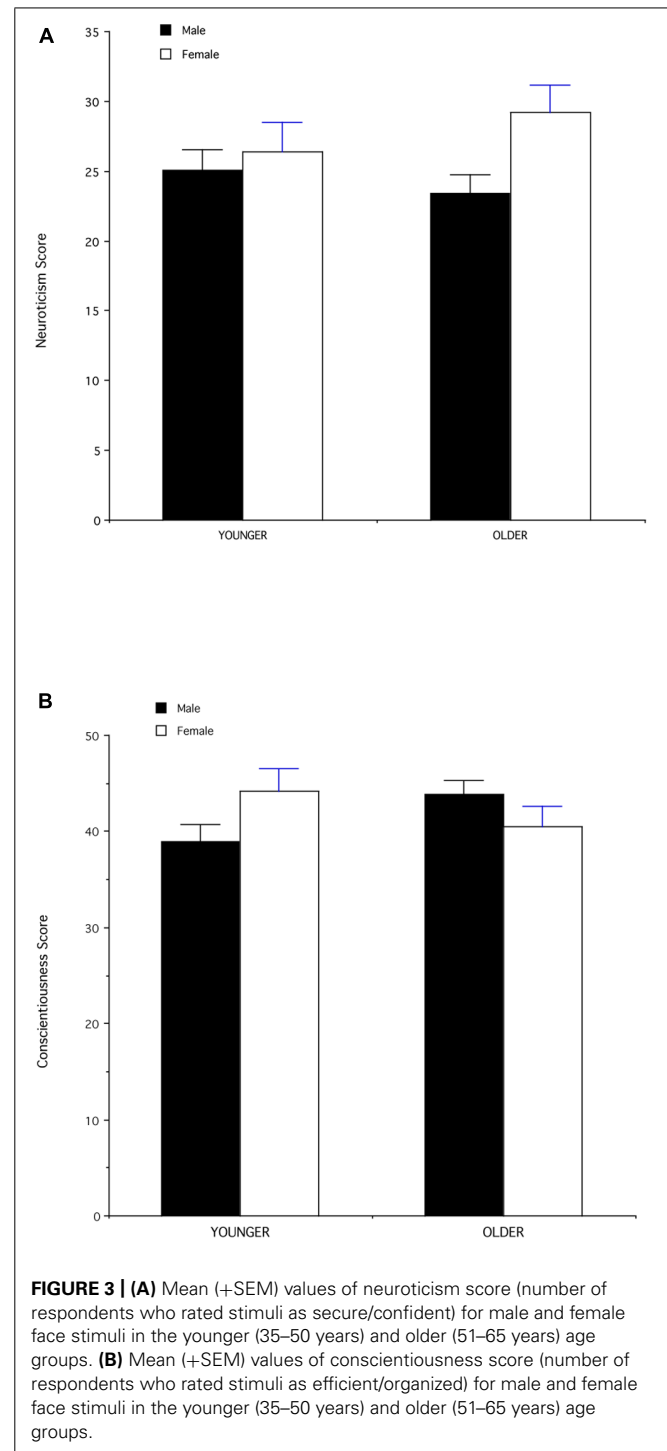 A
Male
Female
35
30
25
20
15
10
5
0
Neuroticism Score
YOUNGER
OLDER
B
Male
Female
50
40
30
20
10
0
Conscientiousness Score
YOUNGER
OLDER
FIGURE 3 | (A) Mean (+SEM) values of neuroticism score (number of
respondents who rated stimuli as secure/confident) for male and female
face stimuli in the younger (35–50 years) and older (51–65 years) age
groups. (B) Mean (+SEM) values of conscientiousness score (number of
respondents who rated stimuli as efficient/organized) for male and female
face stimuli in the younger (35–50 years) and older (51–65 years) age
groups.